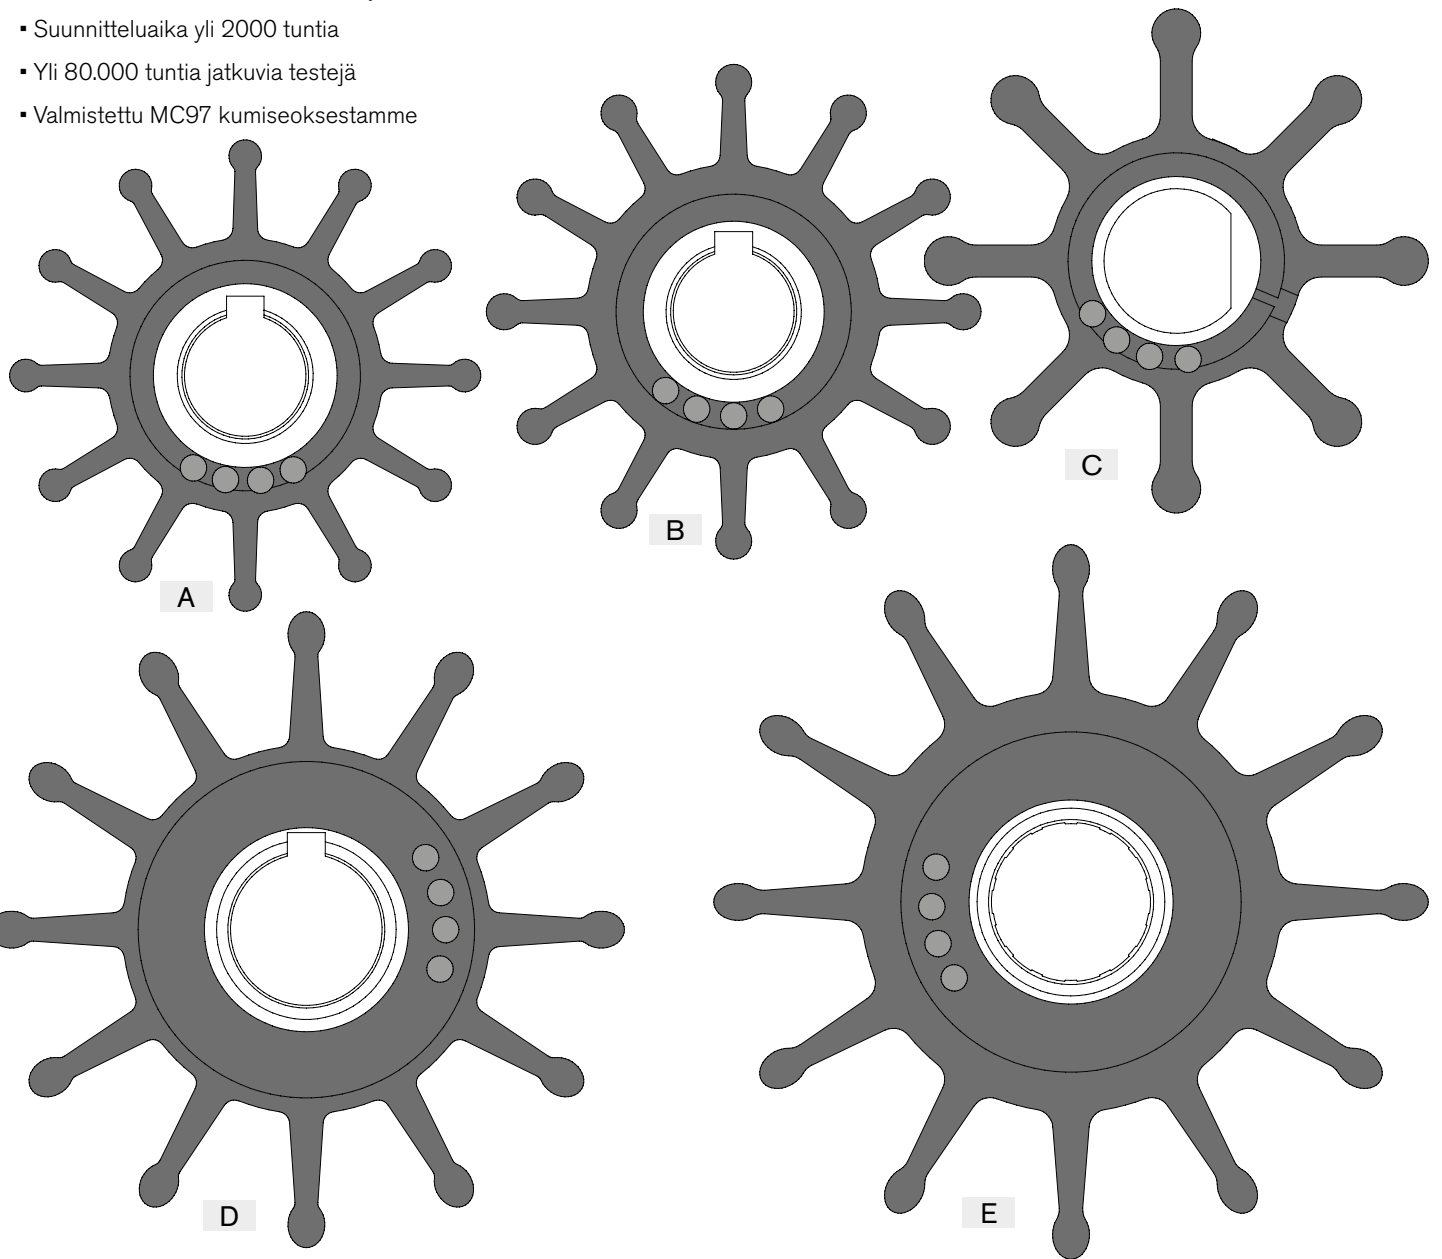 ▪ Suunnitteluaika yli 2000 tuntia
▪ Yli 80.000 tuntia jatkuvia testejä
▪ Valmistettu MC97 kumiseoksestamme
C
B
A
E
D